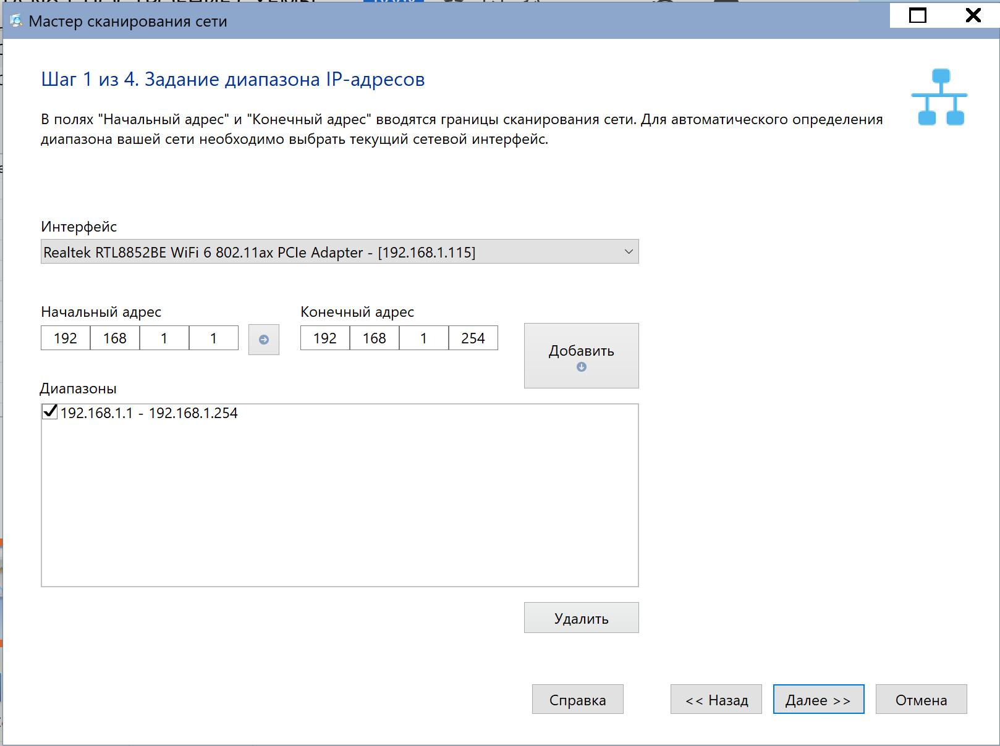 Мастер сканирования сети
Шаг 1 из 4. Задание диапазона IP-адресов
В полях "Начальный адрес" и "Конечный адрес" вводятся границы сканирования сети. Для автоматического определения
диапазона вашей сети необходимо выбрать текущий сетевой интерфейс.
Интерфейс
Realtek RTL8852BE WiFi 6 802.11ax PCIe Adapter - [192.168.1.115]
Начальный адрес Конечный адрес
192 168 1 1 192 168 1 254
Добавить
Диапазоны
192.168.1.1 - 192.168.1.254
Удалить
Справка << Назад Далее >> Отмена